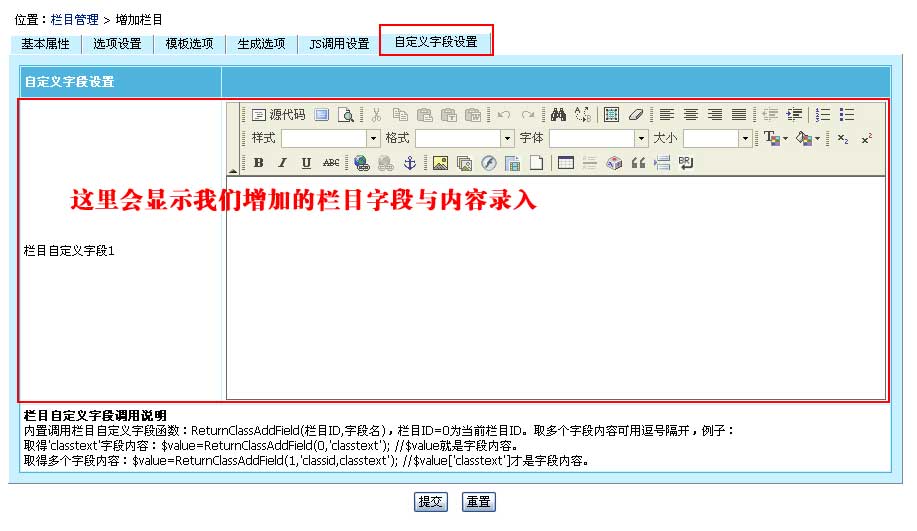 位置：栏目管理 > 增加栏目
基本属性 选项设置 模板选项 生成选项 JS调用设置 自定义字段设置
自定义字段设置
源代码
样式 格式 字体 大小
B I U ABC
这里会显示我们增加的栏目字段与内容录入
栏目自定义字段1
栏目自定义字段调用说明
内置调用栏目自定义字段函数：ReturnClassAddField(栏目ID,字段名)，栏目ID=0为当前栏目ID。取多个字段内容可用逗号隔开，例子：
取得'classtext'字段内容：$value=ReturnClassAddField(0,'classtext'); //$value就是字段内容。
取得多个字段内容：$value=ReturnClassAddField(1,'classid,classtext'); //$value['classtext']才是字段内容。
提交 重置